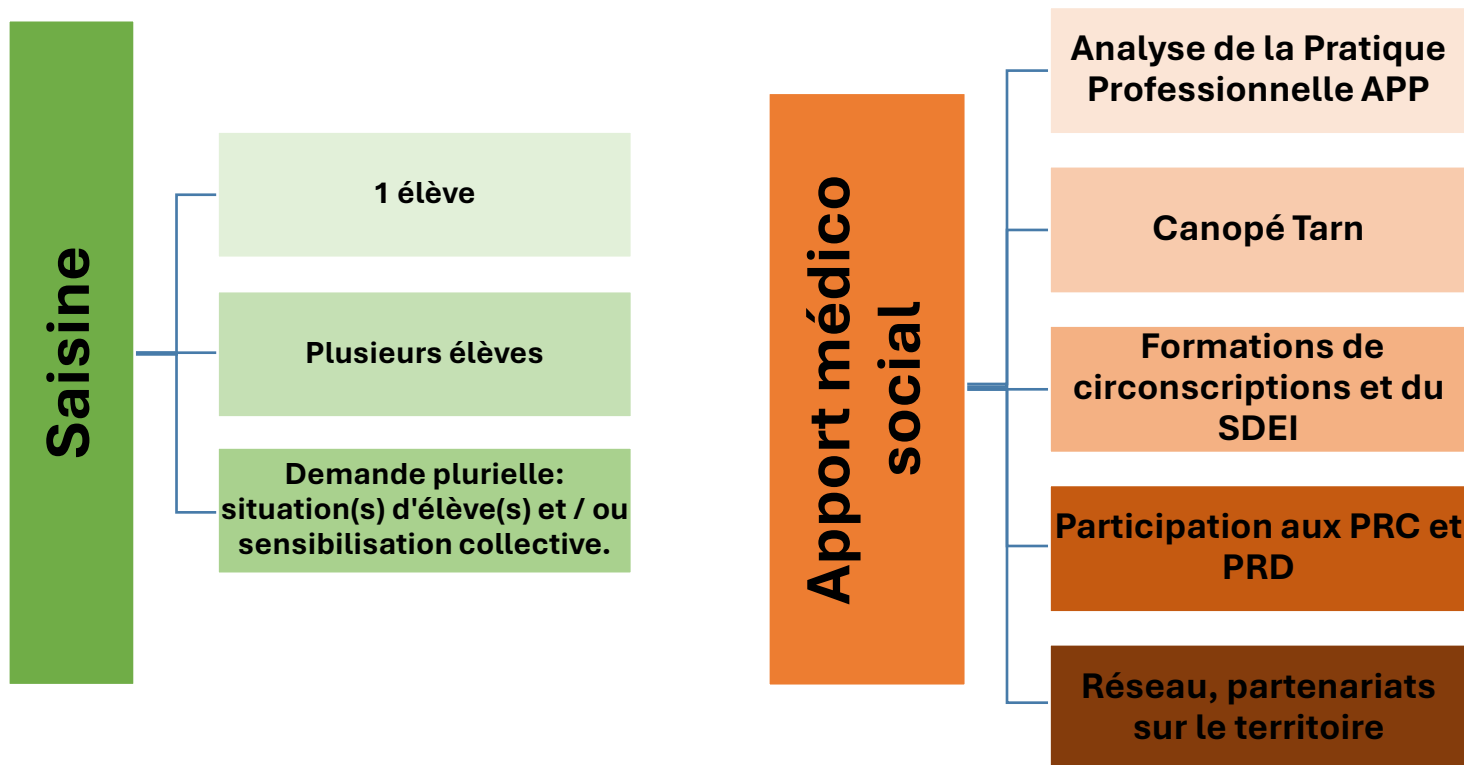 Saisine
1 élève
Plusieurs élèves
Demande plurielle:
situation(s) d'élève(s) et / ou
sensibilisation collective.
Apport médico
social
Analyse de la Pratique
Professionnelle APP
Canopé Tarn
Formations de
circonscriptions et du
SDEI
Participation aux PRC et
PRD
Réseau, partenariats
sur le territoire